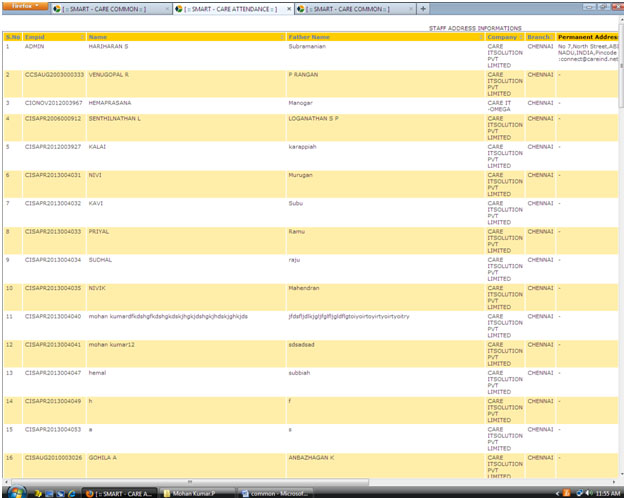 Firefox
[ :: SMART - CARE COMMON :: ] × [ :: SMART - CARE ATTENDANCE :: ] × [ :: SMART - CARE COMMON :: ] × +
STAFF ADDRESS INFORMATIONS
S.No Empid Name Father Name Company Branch Permanent Address
1 ADMIN HARIHARAN S Subramanian CARE CHENNAI No 7,North Street,
ITSOLUTION NADU,INDIA,Pincode
PVT :connect@careind.net
LIMITED
2 CCSAUG2003000333 VENUGOPAL R P RANGAN CARE CHENNAI -
ITSOLUTION
PVT
LIMITED
3 CIONOV2012003967 HEMAPRASANA Manogar CARE IT CHENNAI -
-OMEGA
4 CISAPR2006000912 SENTHILNATHAN L LOGANATHAN S P CARE CHENNAI -
ITSOLUTION
PVT
LIMITED
5 CISAPR2012003927 KALAI karappiah CARE CHENNAI -
ITSOLUTION
PVT
LIMITED
6 CISAPR2013004031 NIVI Murugan CARE CHENNAI -
ITSOLUTION
PVT
LIMITED
7 CISAPR2013004032 KAVI Subu CARE CHENNAI -
ITSOLUTION
PVT
LIMITED
8 CISAPR2013004033 PRIYAL Ramu CARE CHENNAI -
ITSOLUTION
PVT
LIMITED
9 CISAPR2013004034 SUDHAL raju CARE CHENNAI -
ITSOLUTION
PVT
LIMITED
10 CISAPR2013004035 NIVIK Mahendran CARE CHENNAI -
ITSOLUTION
PVT
LIMITED
11 CISAPR2013004040 mohan CARE CHENNAI -
ITSOLUTION
PVT
LIMITED
12 CISAPR2013004041 mohan kumar12 sdsadsad CARE CHENNAI -
ITSOLUTION
PVT
LIMITED
13 CISAPR2013004047 hemal subbiah CARE CHENNAI -
ITSOLUTION
PVT
LIMITED
14 CISAPR2013004049 h f CARE CHENNAI -
ITSOLUTION
PVT
LIMITED
15 CISAPR2013004053 a s CARE CHENNAI -
ITSOLUTION
PVT
LIMITED
16 CISAUG2010003026 GOHILA A ANBAZHAGAN K CARE CHENNAI -
ITSOLUTION
PVT
LIMITED
[ :: SMART - CARE A... Mohan Kumar.P common - Microsof... 11:55 AM